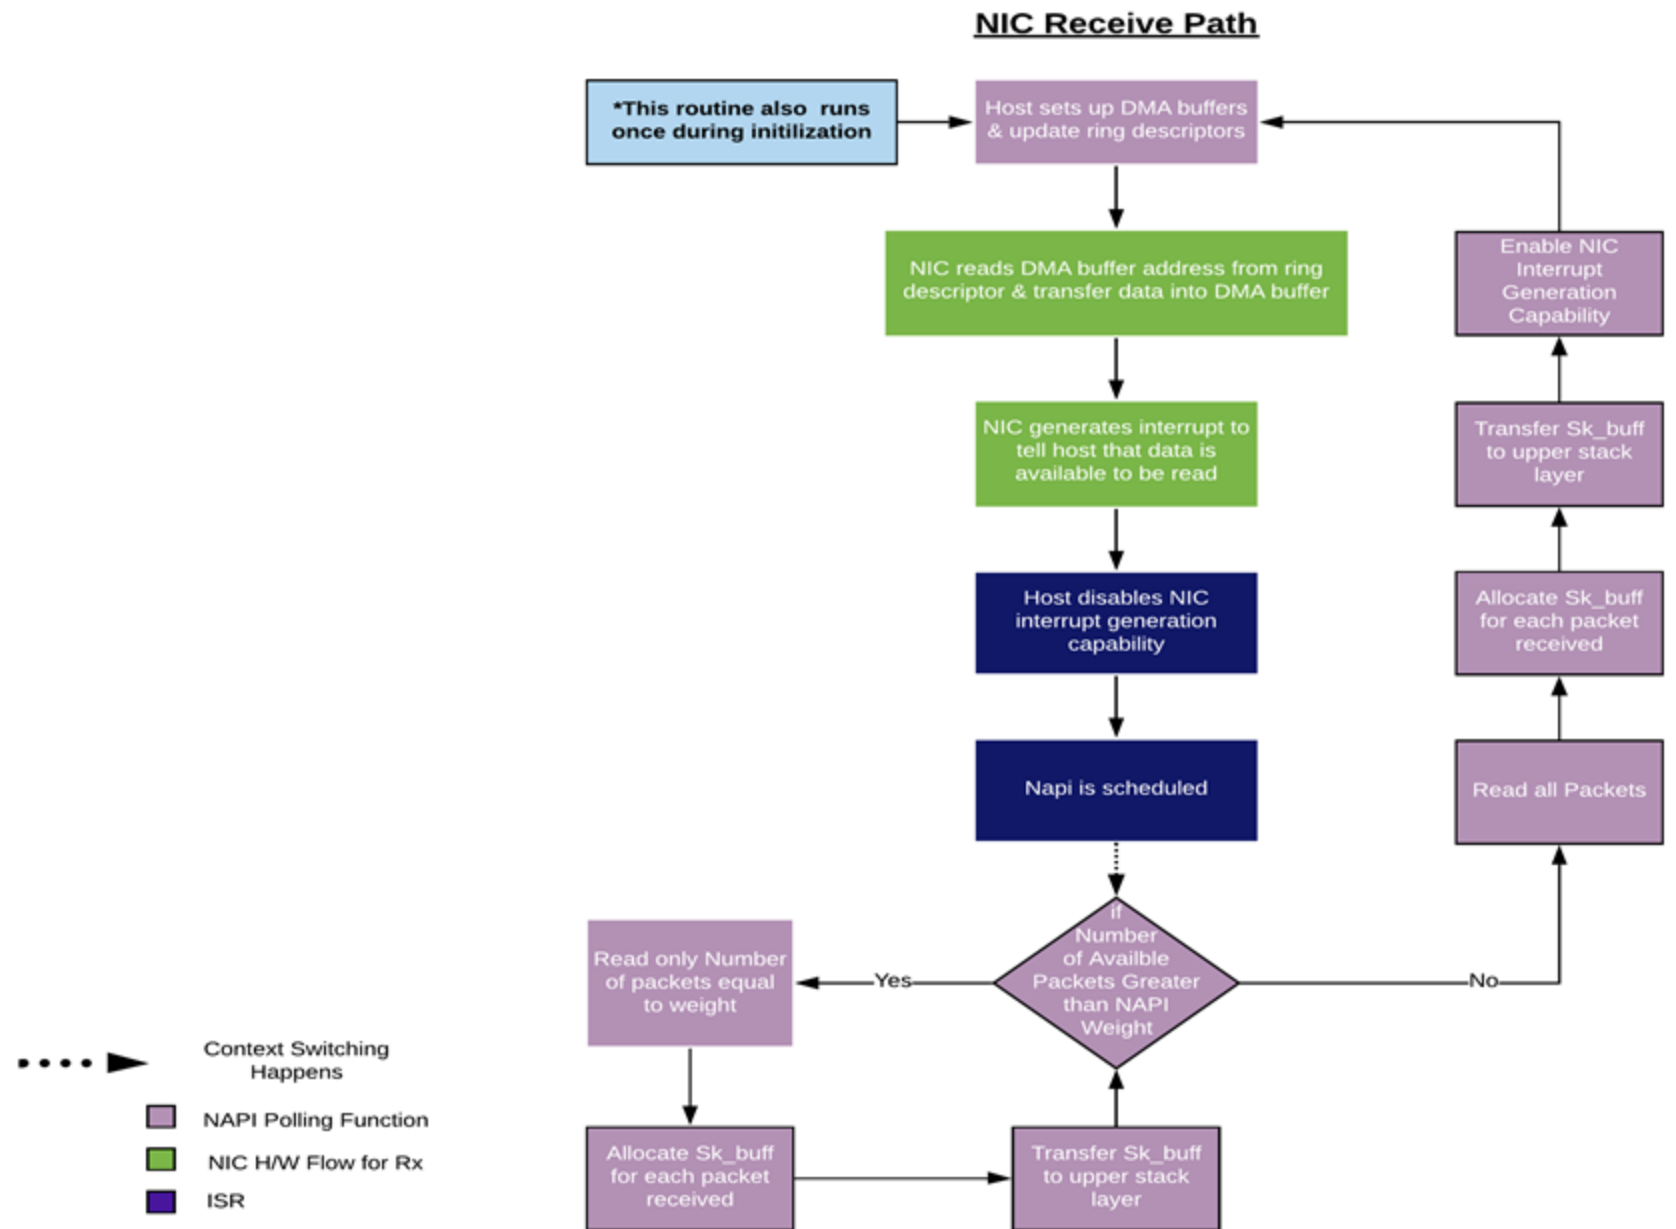 NIC Receive Path
*This routine also runs
once during initilization
Host sets up DMA buffers
& update ring descriptors
NIC reads DMA buffer address from ring
descriptor & transfer data into DMA buffer
NIC generates interrupt to
tell host that data is
available to be read
Host disables NIC
interrupt generation
capability
Napi is scheduled
if
Number
of Availble
Packets Greater
than NAPI
Weight
Yes
No
Read only Number
of packets equal
to weight
Allocate Sk_buff
for each packet
received
Transfer Sk_buff
to upper stack
layer
Read all Packets
Allocate Sk_buff
for each packet
received
Transfer Sk_buff
to upper stack
layer
Enable NIC
Interrupt
Generation
Capability
Context Switching
Happens
NAPI Polling Function
NIC H/W Flow for Rx
ISR